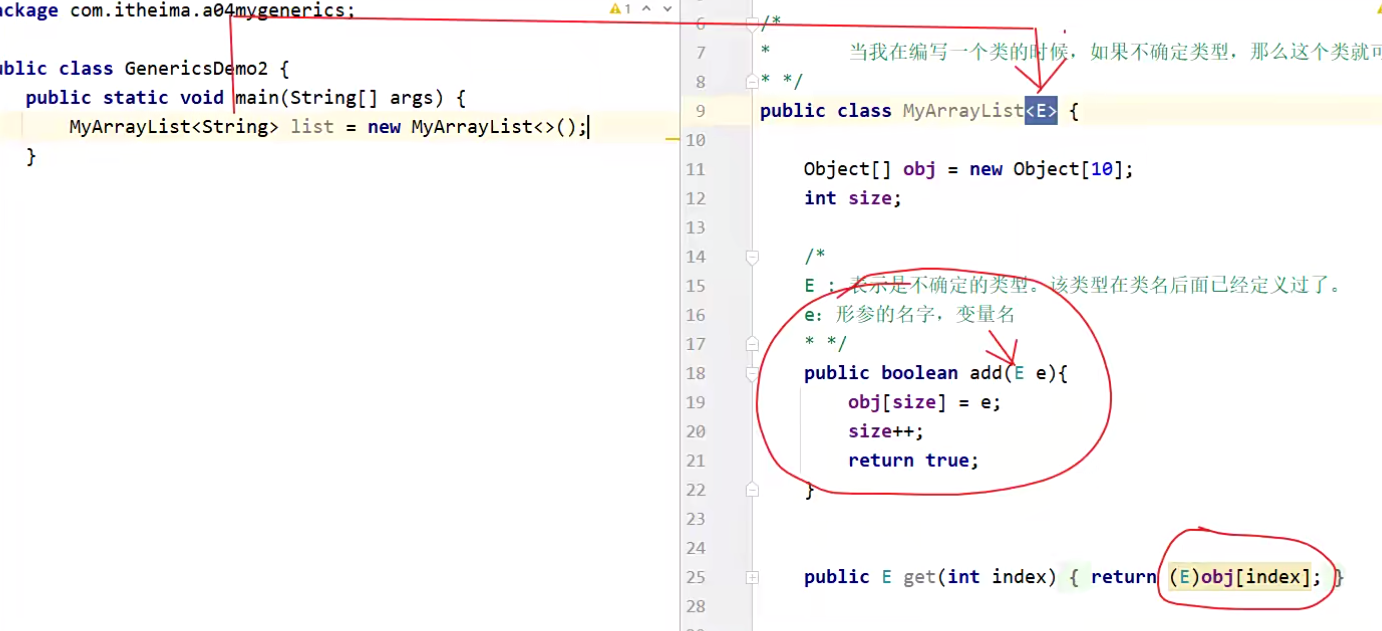 ackage com.itheima.a04mygenerics;
1
ublic class GenericsDemo2 {
public static void main(String[] args) {
MyArrayList<String> list = new MyArrayList<>();
}
6 /*
7 * 当我在编写一个类的时候，如果不确定类型，那么这个类就可
8 * */
9 public class MyArrayList<E> {
10
11 Object[] obj = new Object[10];
12 int size;
13
14 /*
15 E : 表示是不确定的类型。该类型在类名后面已经定义过了。
16 e：形参的名字，变量名
17 * */
18 public boolean add(E e){
19 obj[size] = e;
20 size++;
21 return true;
22 }
23
24
25 public E get(int index) { return (E)obj[index]; }
28